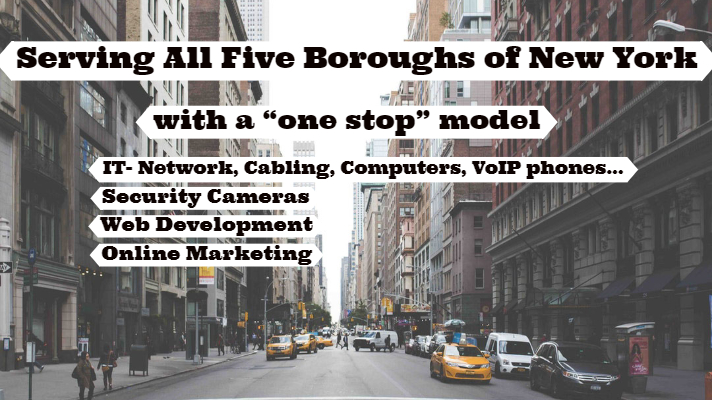 Serving All Five Boroughs of New York
with a “one stop” model
IT- Network, Cabling, Computers, VoIP phones...
Security Cameras
Web Development
Online Marketing